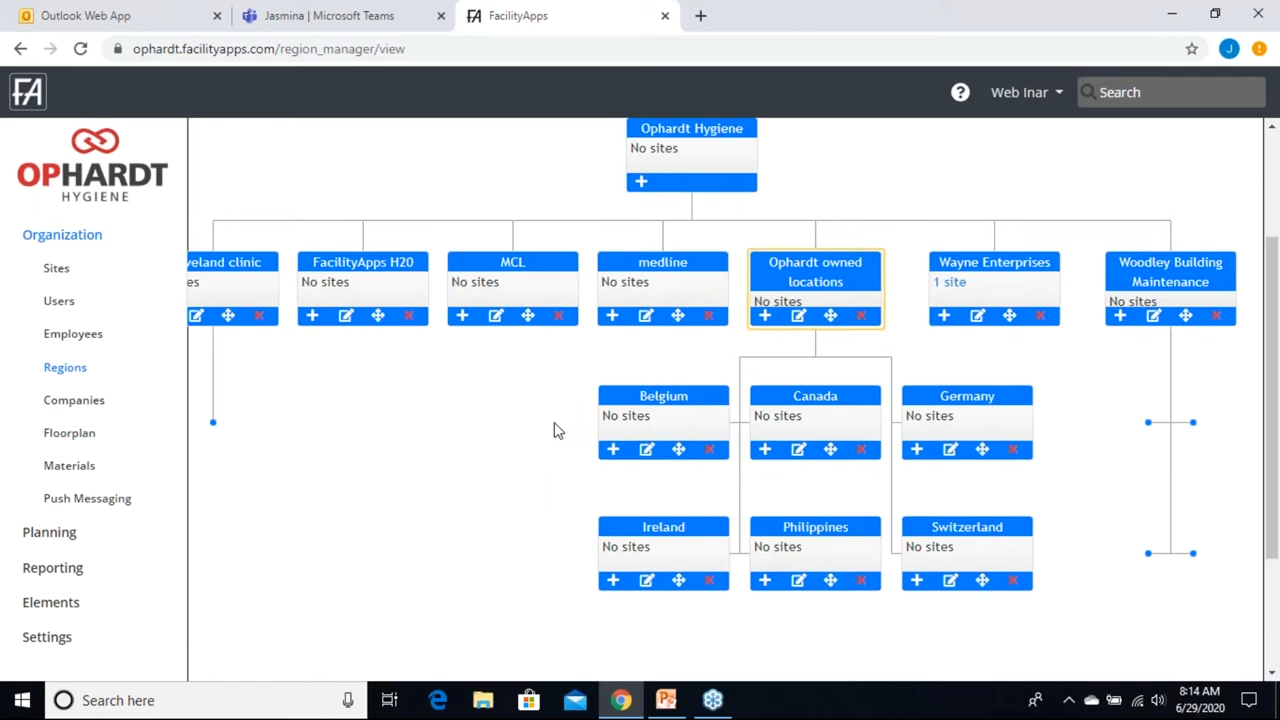 Outlook Web App
Jasmina | Microsoft Teams
FacilityApps
ophardt.facilityapps.com/region_manager/view
J
FA
?
Web Inar
Search
OPHARDT
HYGIENE
Organization
Sites
Users
Employees
Regions
Companies
Floorplan
Materials
Push Messaging
Planning
Reporting
Elements
Settings
Ophardt Hygiene
No sites
veland clinic
es
FacilityApps H20
No sites
MCL
No sites
medline
No sites
Ophardt owned
locations
No sites
Wayne Enterprises
1 site
Woodley Building
Maintenance
No sites
Belgium
No sites
Canada
No sites
Germany
No sites
Ireland
No sites
Philippines
No sites
Switzerland
No sites
Search here
8:14 AM
6/29/2020